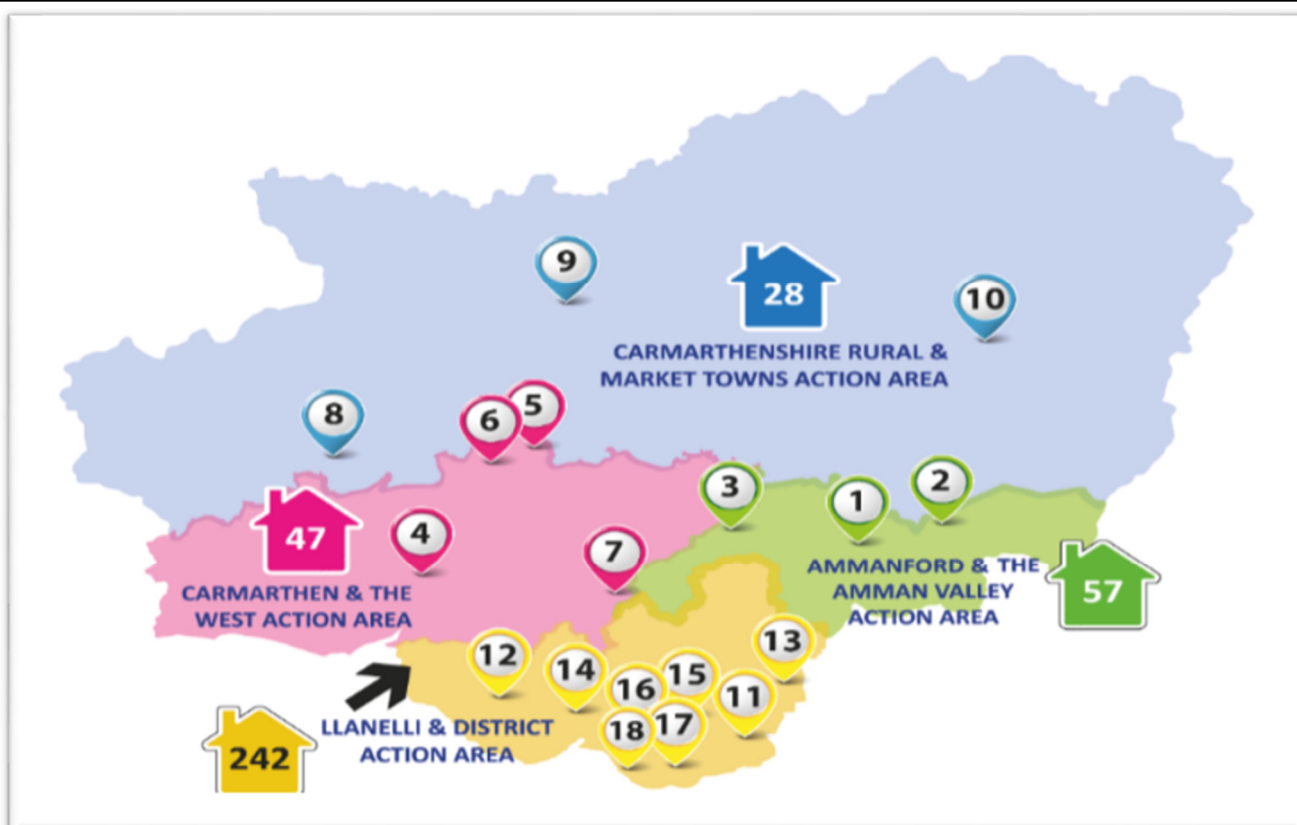 9
28
10
CARMARTHENSHIRE RURAL &
MARKET TOWNS ACTION AREA
8
6
5
3
1
2
47
4
7
CARMARTHEN & THE
WEST ACTION AREA
AMMANFORD & THE
AMMAN VALLEY
ACTION AREA
57
12
14
16
15
13
11
18
17
LLANELLI & DISTRICT
ACTION AREA
242